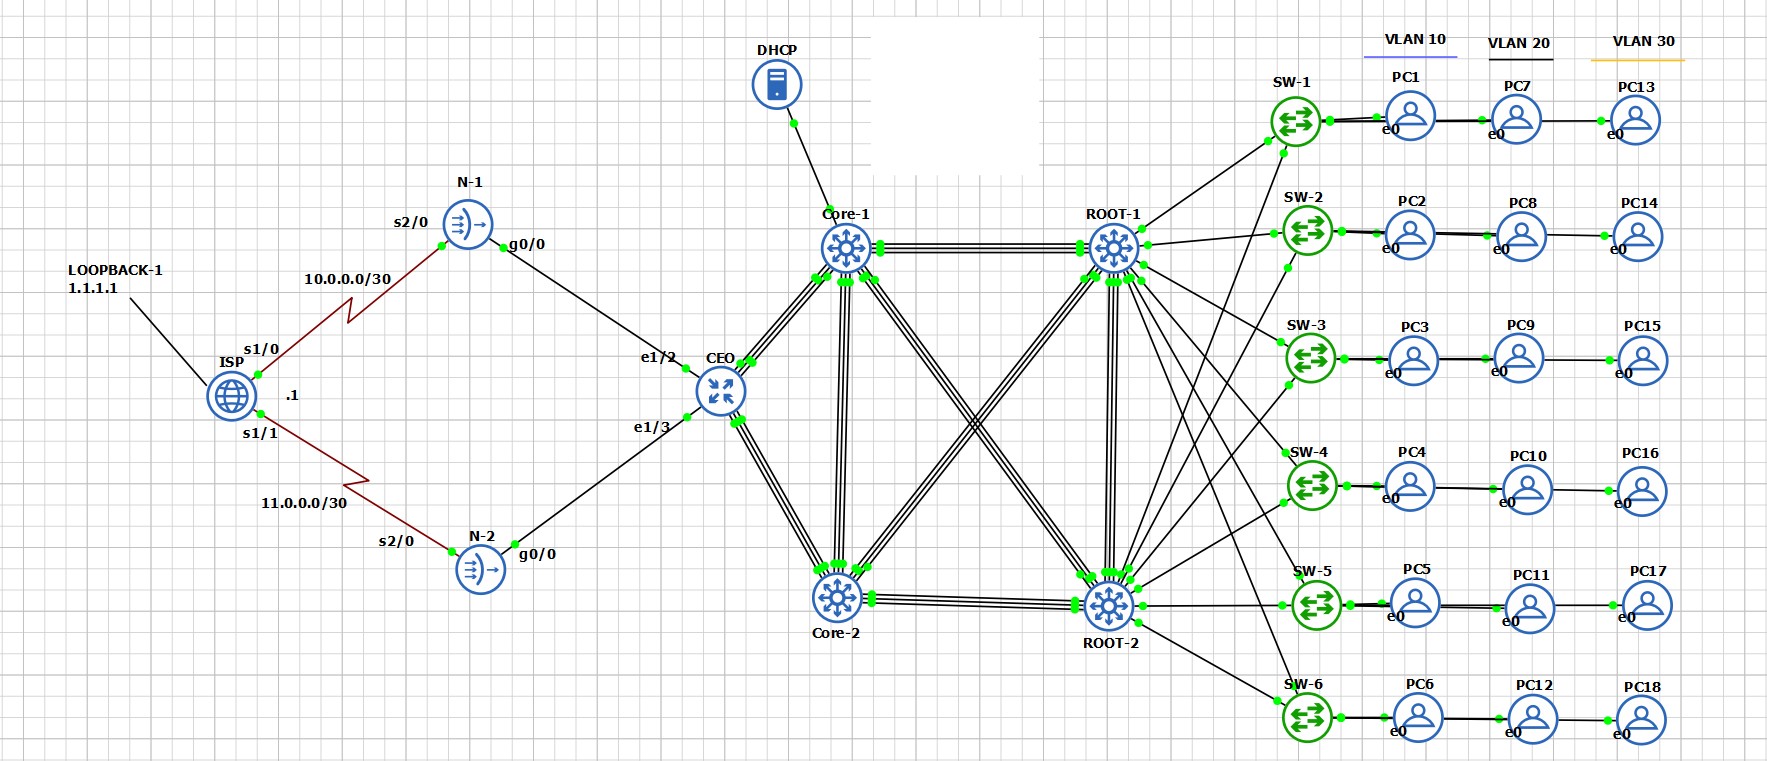 VLAN 10
VLAN 20
VLAN 30
DHCP
SW-1
PC1
PC7
PC13
e0
e0
e0
N-1
s2/0
g0/0
Core-1
ROOT-1
SW-2
PC2
PC8
PC14
e0
e0
e0
LOOPBACK-1
1.1.1.1
10.0.0.0/30
s1/0
ISP
.1
s1/1
e1/2
CEO
e1/3
SW-3
PC3
PC9
PC15
e0
e0
e0
SW-4
PC4
PC10
PC16
e0
e0
e0
11.0.0.0/30
s2/0
N-2
g0/0
SW-5
PC5
PC11
PC17
e0
e0
e0
Core-2
ROOT-2
SW-6
PC6
PC12
PC18
e0
e0
e0